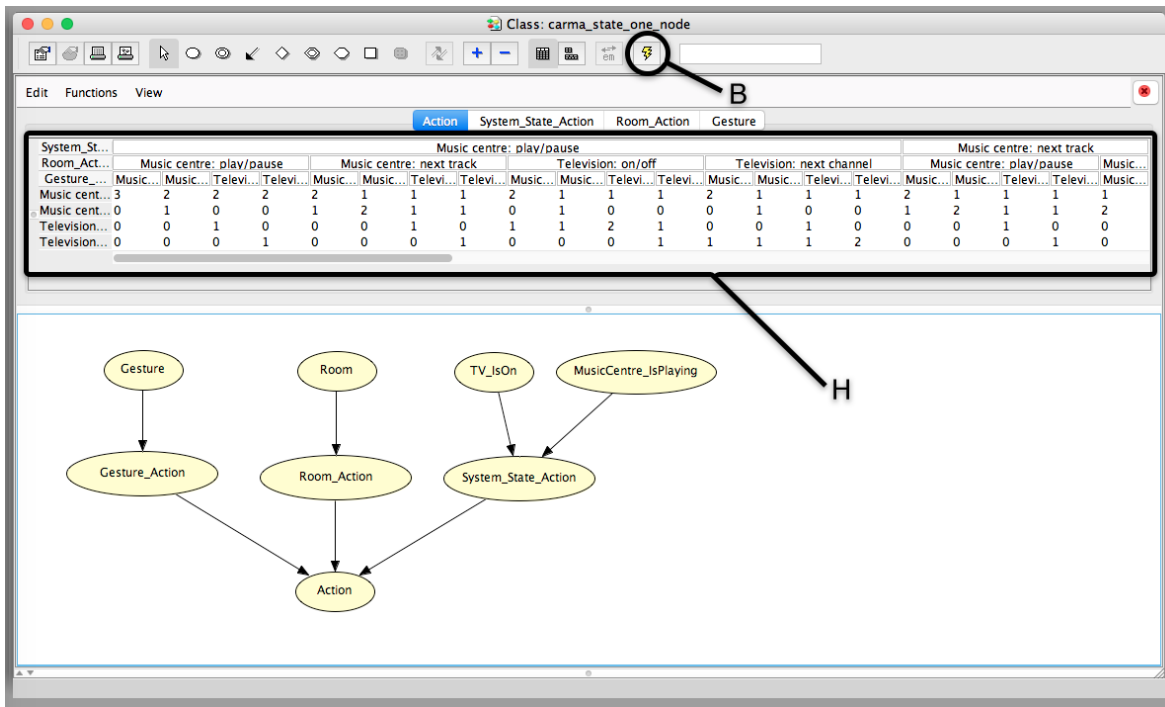 Class: carma_state_one_node
em
B
Edit Functions View
Action System_State_Action Room_Action Gesture
System_St... Music centre: play/pause Music centre: next track
Room_Act... Music centre: play/pause Music centre: next track Television: on/off Television: next channel Music centre: play/pause Music...
Gesture_... Music... Music... Televi... Televi... Music... Music... Televi... Televi... Music... Music... Televi... Televi... Music... Music... Televi... Televi... Music... Music... Televi... Televi... Music...
Music cent... 3 2 2 2 2 1 1 1 2 1 1 1 2 1 1 1 2 1 1 1 1
Music cent... 0 1 0 0 1 2 1 1 0 1 0 0 0 1 0 0 1 2 1 1 2
Television... 0 0 1 0 0 0 1 0 1 1 2 1 0 0 1 0 0 0 1 0 0
Television... 0 0 0 1 0 0 0 1 0 0 0 1 1 1 1 2 0 0 0 1 0
H
Gesture Room TV_IsOn MusicCentre_IsPlaying
Gesture_Action Room_Action System_State_Action
Action